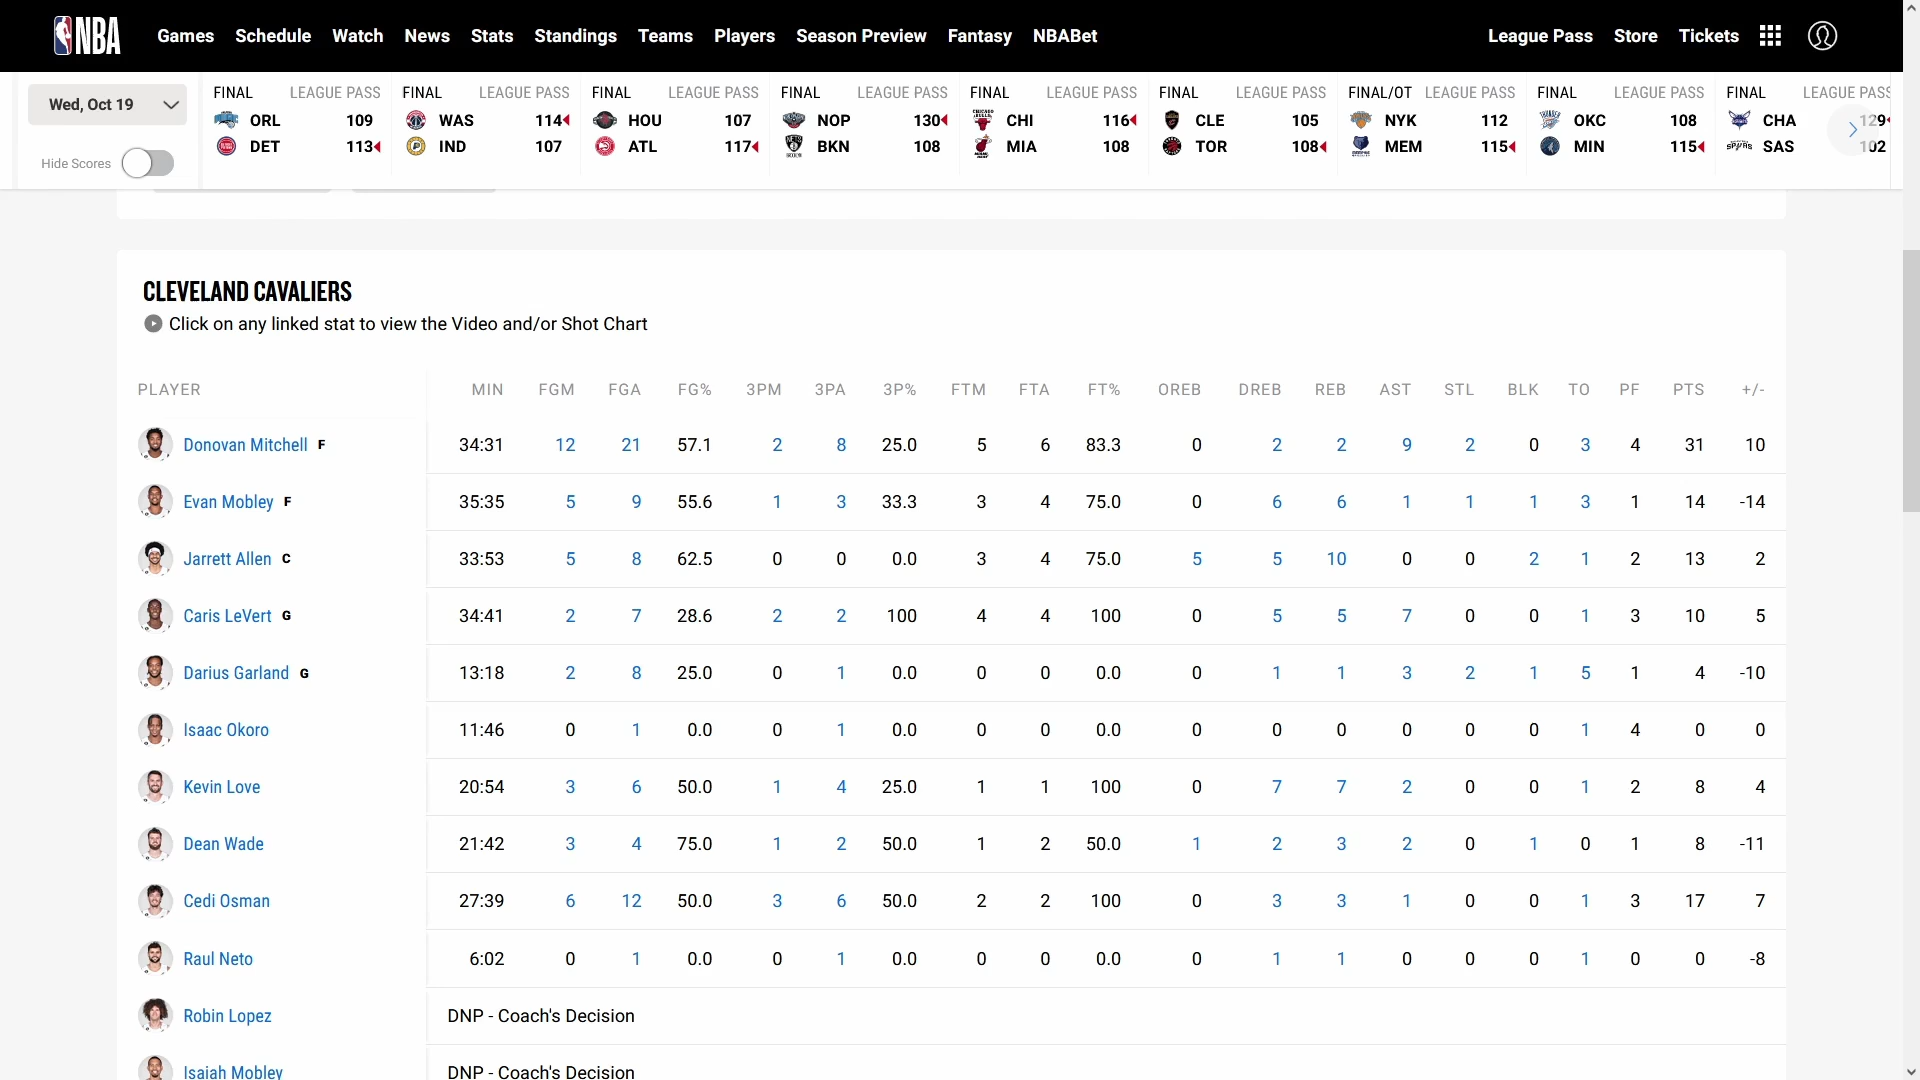 NBA Games Schedule Watch News Stats Standings Teams Players Season Preview Fantasy NBABet League Pass Store Tickets
Wed, Oct 19
Hide Scores
FINAL LEAGUE PASS
ORL 109
DET 113
FINAL LEAGUE PASS
WAS 114
IND 107
FINAL LEAGUE PASS
HOU 107
ATL 117
FINAL LEAGUE PASS
NOP 130
BKN 108
FINAL LEAGUE PASS
CHI 116
MIA 108
FINAL LEAGUE PASS
CLE 105
TOR 108
FINAL/OT LEAGUE PASS
NYK 112
MEM 115
FINAL LEAGUE PASS
OKC 108
MIN 115
FINAL LEAGUE PASS
CHA 129
SAS 102
CLEVELAND CAVALIERS
Click on any linked stat to view the Video and/or Shot Chart
PLAYER MIN FGM FGA FG% 3PM 3PA 3P% FTM FTA FT% OREB DREB REB AST STL BLK TO PF PTS +/-
Donovan Mitchell F 34:31 12 21 57.1 2 8 25.0 5 6 83.3 0 2 2 9 2 0 3 4 31 10
Evan Mobley F 35:35 5 9 55.6 1 3 33.3 3 4 75.0 0 6 6 1 1 1 3 1 14 -14
Jarrett Allen C 33:53 5 8 62.5 0 0 0.0 3 4 75.0 5 5 10 0 0 2 1 2 13 2
Caris LeVert G 34:41 2 7 28.6 2 2 100 4 4 100 0 5 5 7 0 0 1 3 10 5
Darius Garland G 13:18 2 8 25.0 0 1 0.0 0 0 0.0 0 1 1 3 2 1 5 1 4 -10
Isaac Okoro 11:46 0 1 0.0 0 1 0.0 0 0 0.0 0 0 0 0 0 0 1 4 0 0
Kevin Love 20:54 3 6 50.0 1 4 25.0 1 1 100 0 7 7 2 0 0 1 2 8 4
Dean Wade 21:42 3 4 75.0 1 2 50.0 1 2 50.0 1 2 3 2 0 1 0 1 8 -11
Cedi Osman 27:39 6 12 50.0 3 6 50.0 2 2 100 0 3 3 1 0 0 1 3 17 7
Raul Neto 6:02 0 1 0.0 0 1 0.0 0 0 0.0 0 1 1 0 0 0 1 0 0 -8
Robin Lopez DNP - Coach's Decision
Isaiah Mobley DNP - Coach's Decision